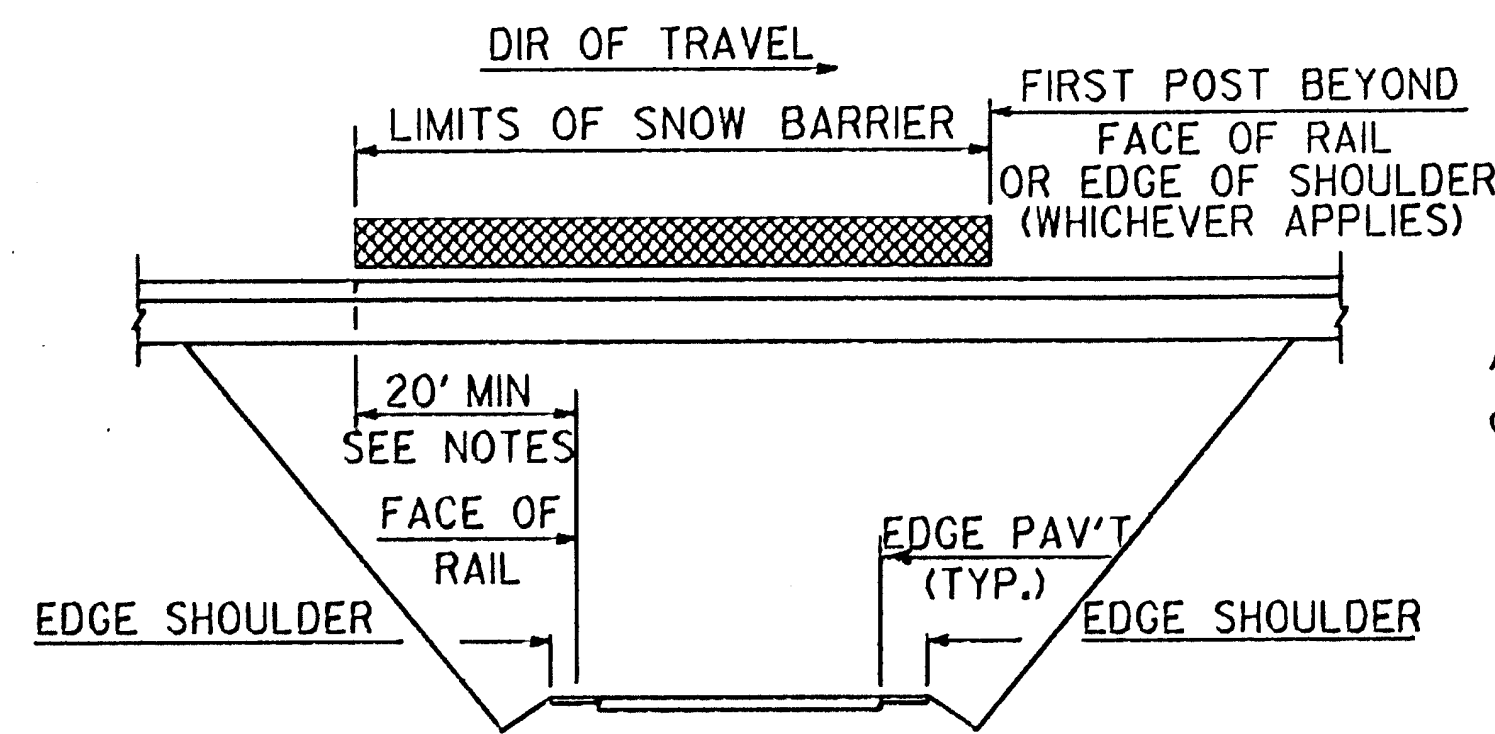 DIR OF TRAVEL
LIMITS OF SNOW BARRIER
FIRST POST BEYOND
FACE OF RAIL
OR EDGE OF SHOULDER
(WHICHEVER APPLIES)
20' MIN
SEE NOTES
FACE OF
RAIL
EDGE PAV'T
(TYP.)
EDGE SHOULDER
EDGE SHOULDER